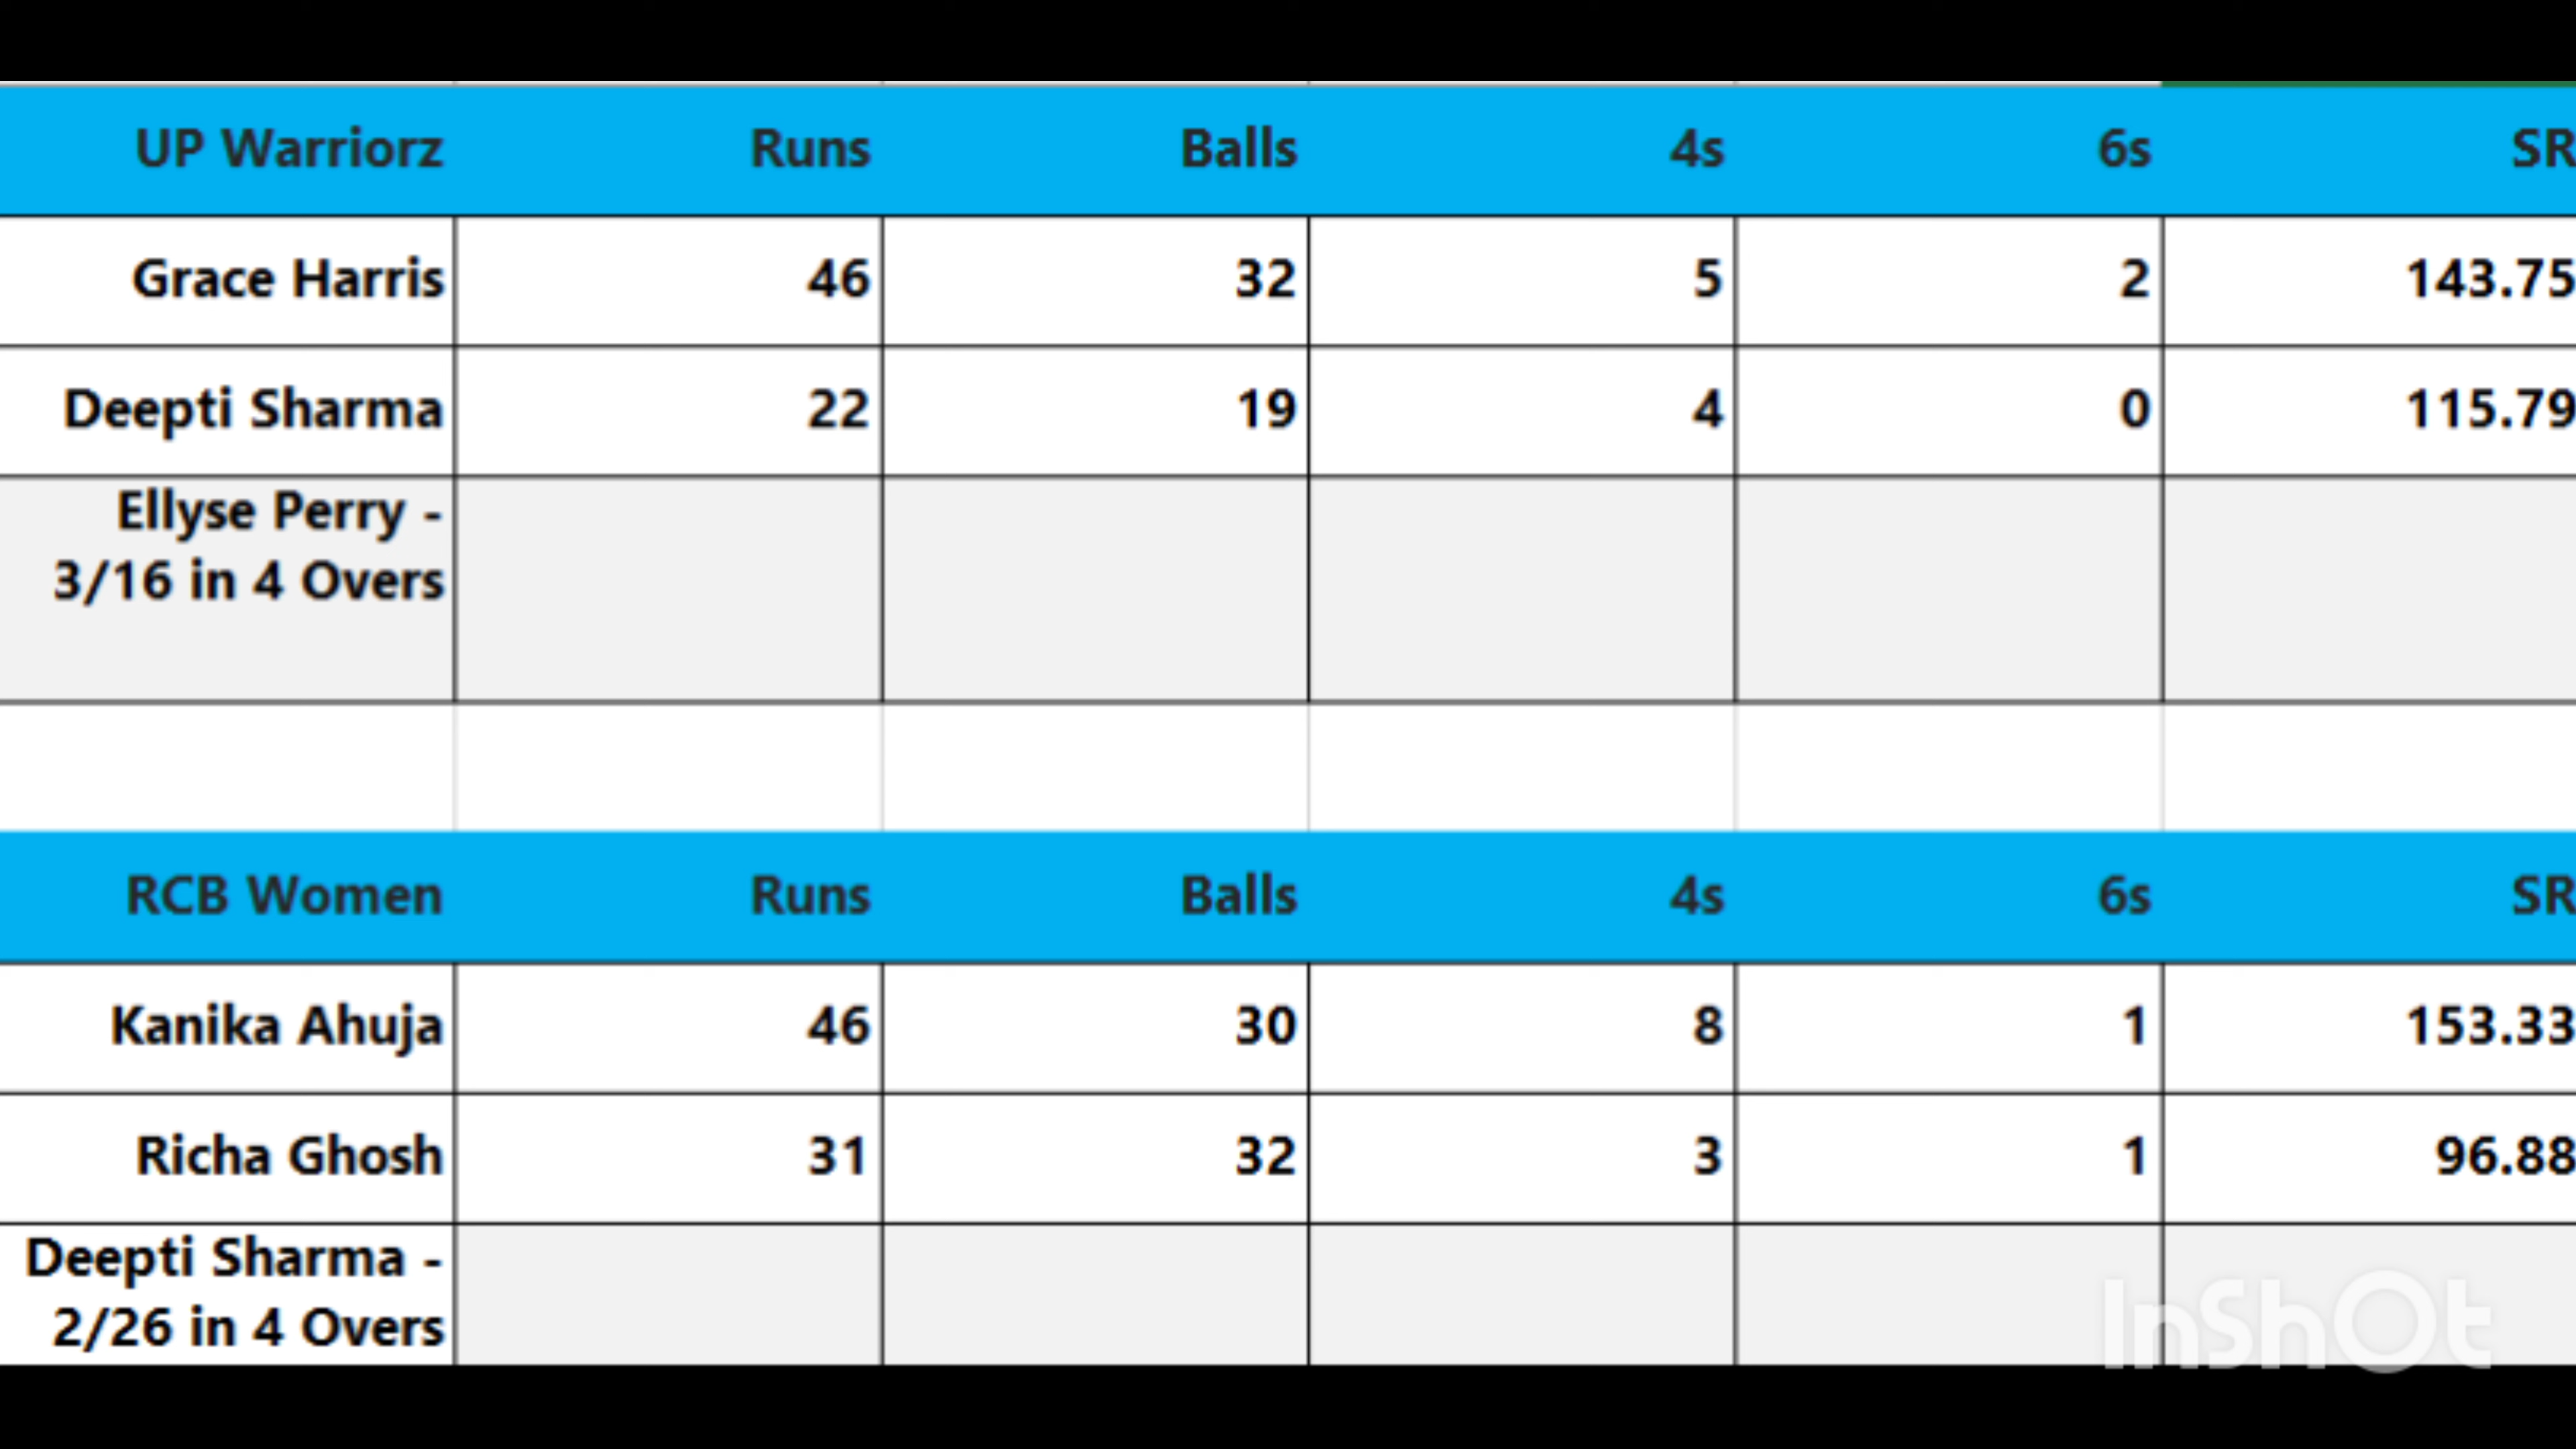 UP Warriorz Runs Balls 4s 6s SR
Grace Harris 46 32 5 2 143.75
Deepti Sharma 22 19 4 0 115.79
Ellyse Perry -
3/16 in 4 Overs
RCB Women Runs Balls 4s 6s SR
Kanika Ahuja 46 30 8 1 153.33
Richa Ghosh 31 32 3 1 96.88
Deepti Sharma -
2/26 in 4 Overs
InShOt